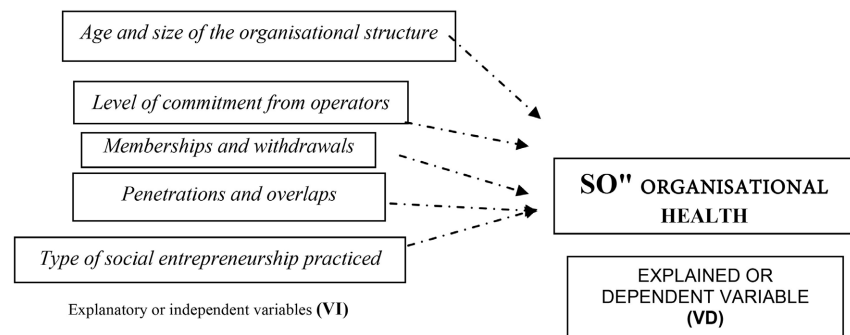 Age and size of the organisational structure
Level of commitment from operators
Memberships and withdrawals
Penetrations and overlaps
Type of social entrepreneurship practiced
Explanatory or independent variables (VI)
SO" ORGANISATIONAL
HEALTH
EXPLAINED OR
DEPENDENT VARIABLE
(VD)